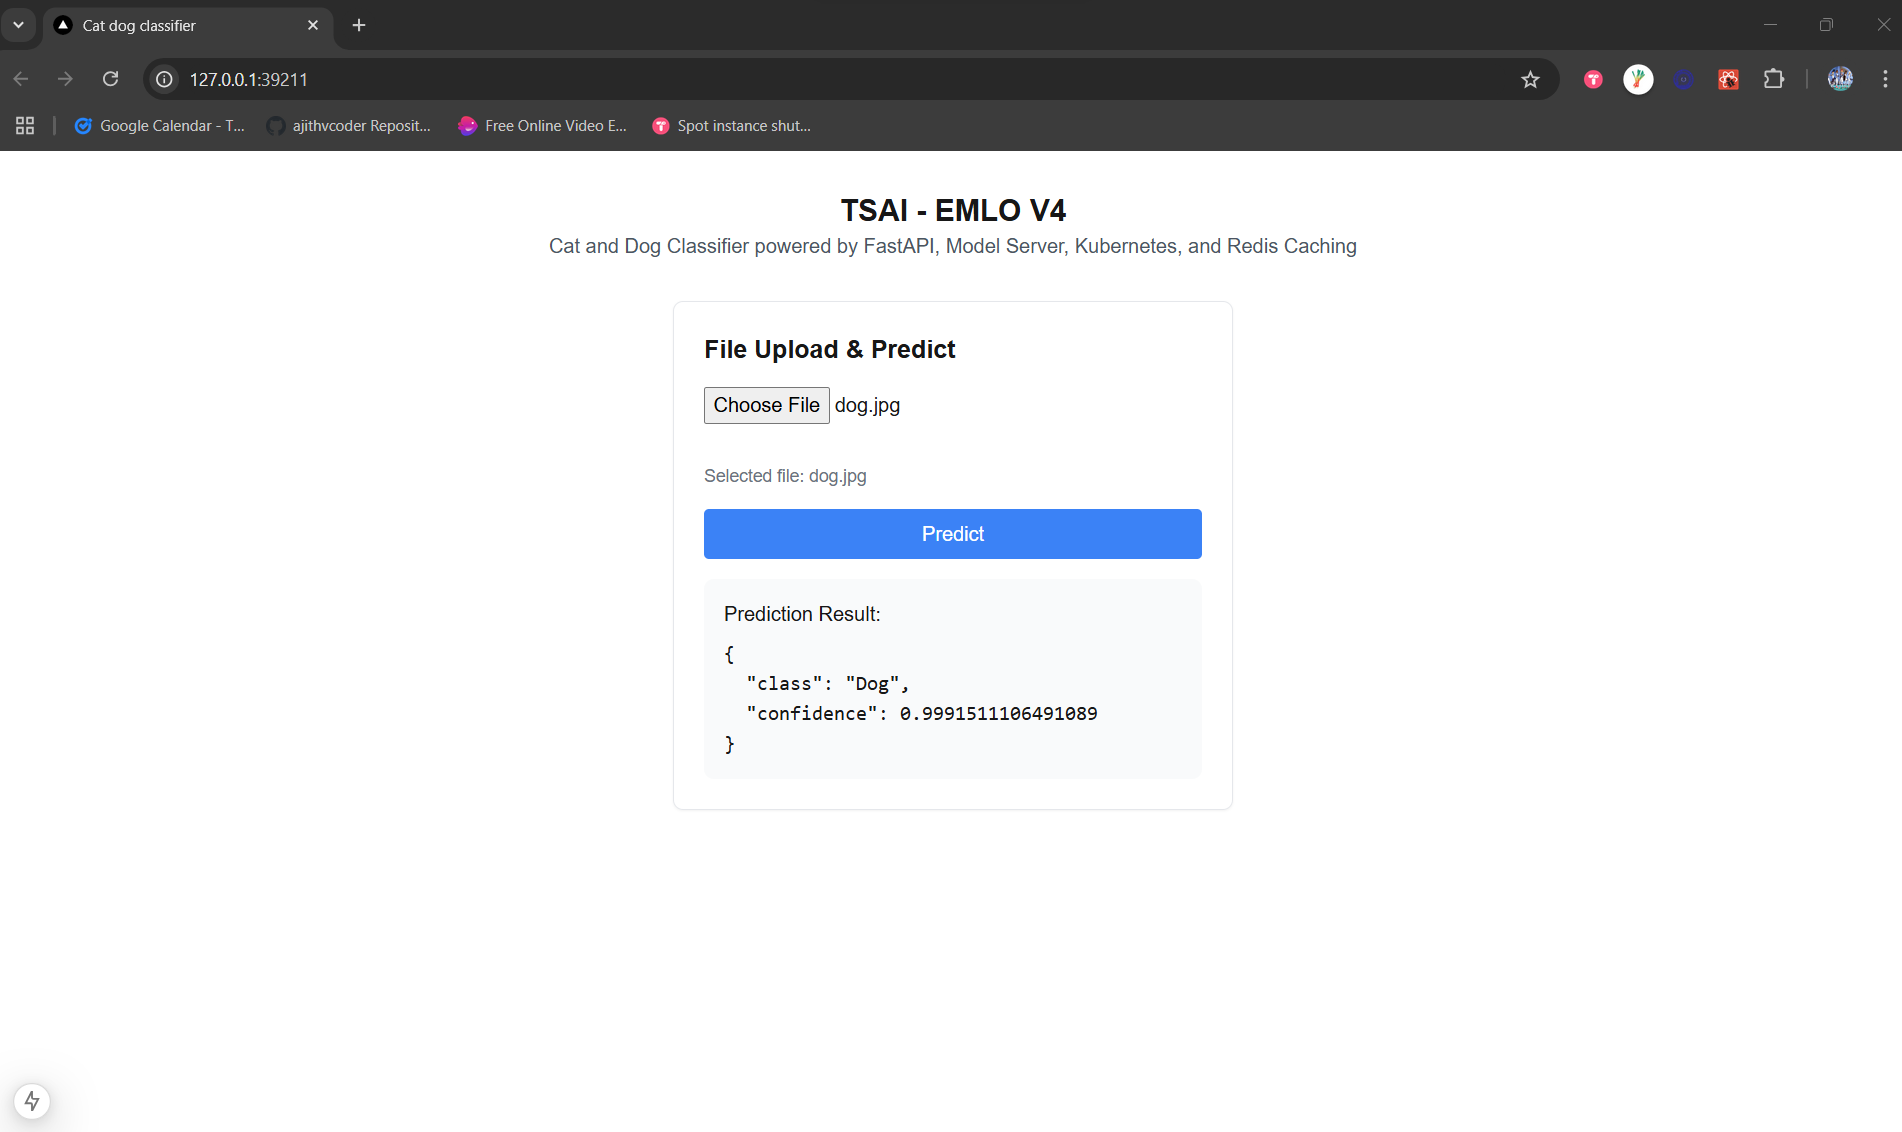 Cat dog classifier
127.0.0.1:39211
Google Calendar - T...
ajithvcoder Reposit...
Free Online Video E...
Spot instance shut...
TSAI - EMLO V4
Cat and Dog Classifier powered by FastAPI, Model Server, Kubernetes, and Redis Caching
File Upload & Predict
Choose File dog.jpg
Selected file: dog.jpg
Predict
Prediction Result:
{
"class": "Dog",
"confidence": 0.9991511106491089
}